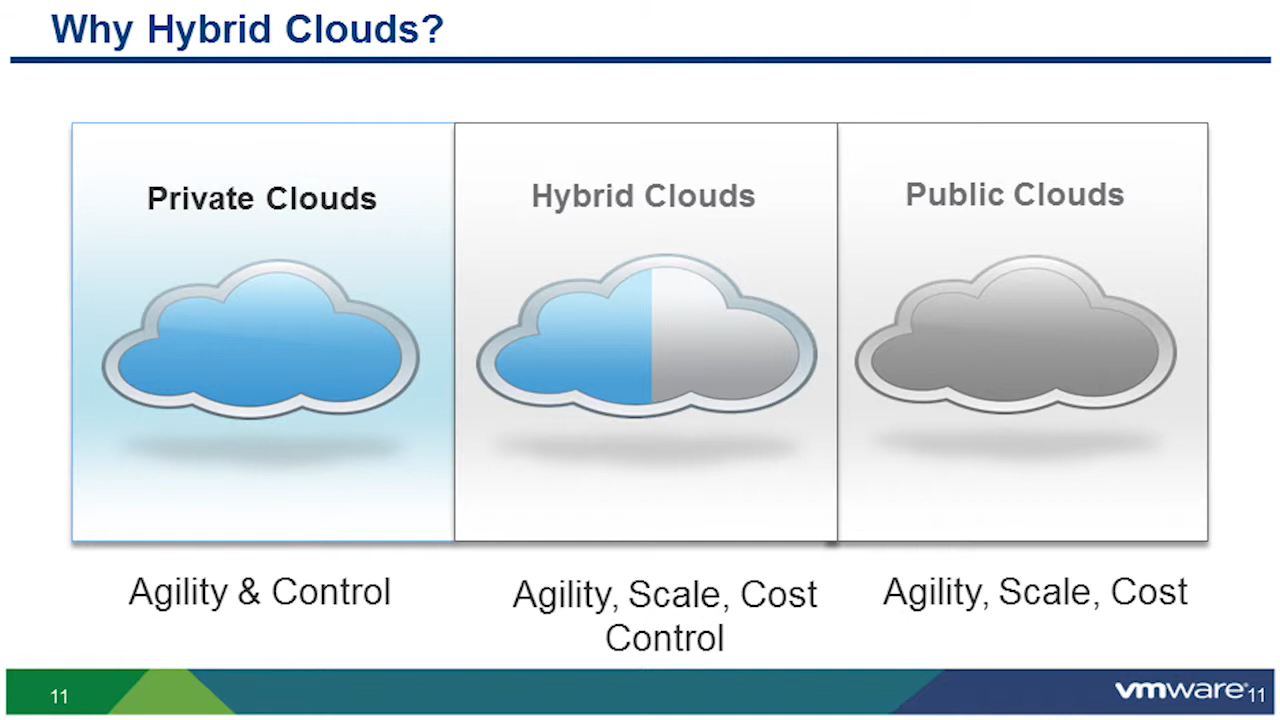 Why Hybrid Clouds?
Private Clouds
Hybrid Clouds
Public Clouds
Agility & Control
Agility, Scale, Cost
Control
Agility, Scale, Cost
11
vmware®
11